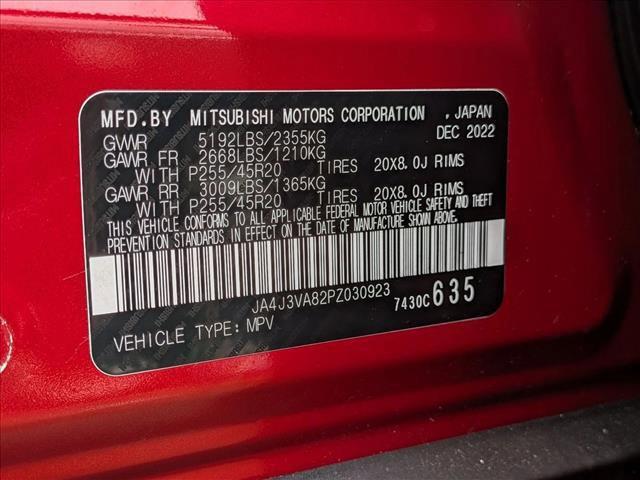 MFD.BY MITSUBISHI MOTORS CORPORATION , JAPAN
GWWR 5192LBS/2355KG DEC 2022
GAWR FR 2668LBS/1210KG
WITH P255/45R20 TIRES 20X8.0J RIMS
GAWR RR 3009LBS/1365KG
WITH P255/45R20 TIRES 20X8.0J RIMS
THIS VEHICLE CONFORMS TO ALL APPLICABLE FEDERAL MOTOR VEHICLE SAFETY AND THEFT
PREVENTION STANDARDS IN EFFECT ON THE DATE OF MANUFACTURE SHOWN ABOVE.
JA4J3VA82PZ030923 7430C 635
VEHICLE TYPE: MPV